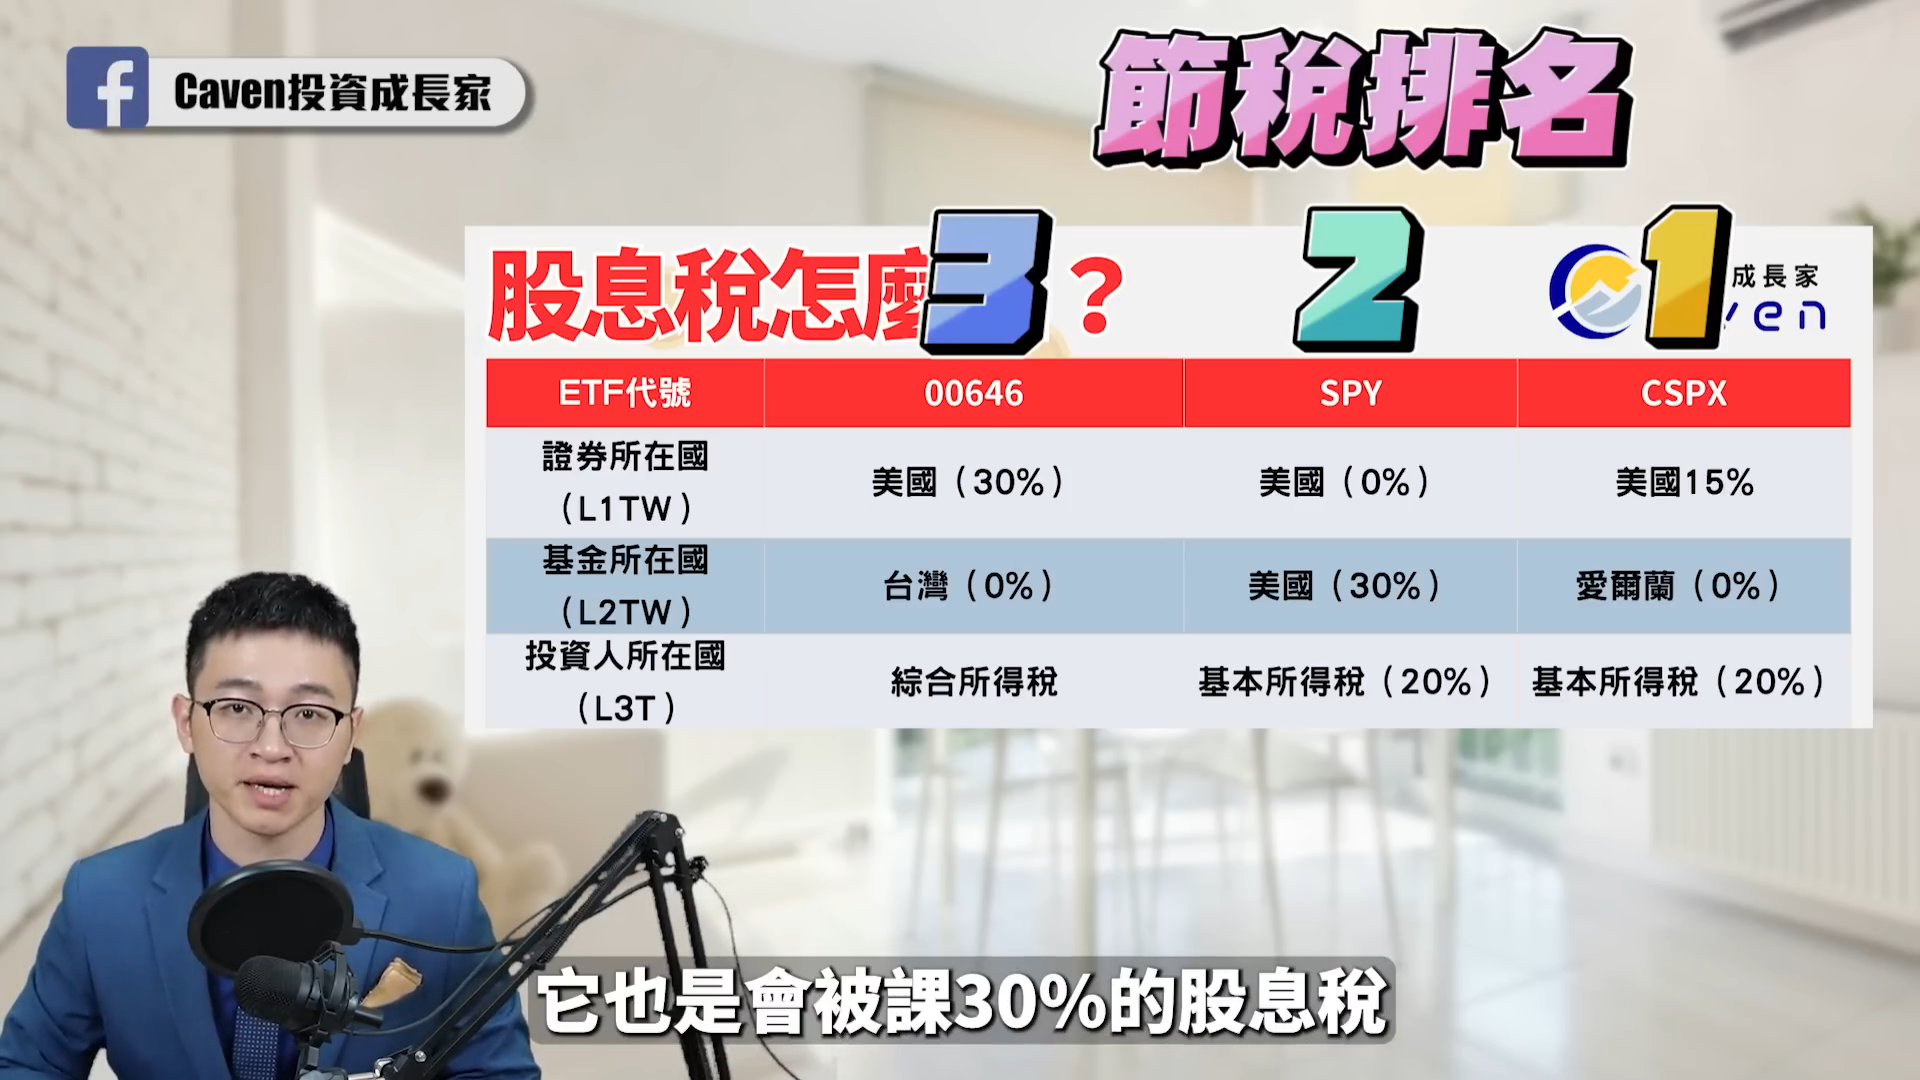 Caven投資成長家
節稅排名
3
2
1
股息稅怎麼
?
成長家
ven
ETF代號
00646
SPY
CSPX
證券所在國
(L1TW)
美國(30%)
美國(0%)
美國15%
基金所在國
(L2TW)
台灣(0%)
美國(30%)
愛爾蘭(0%)
投資人所在國
(L3T)
綜合所得稅
基本所得稅(20%)
基本所得稅(20%)
它也是會被課30%的股息稅